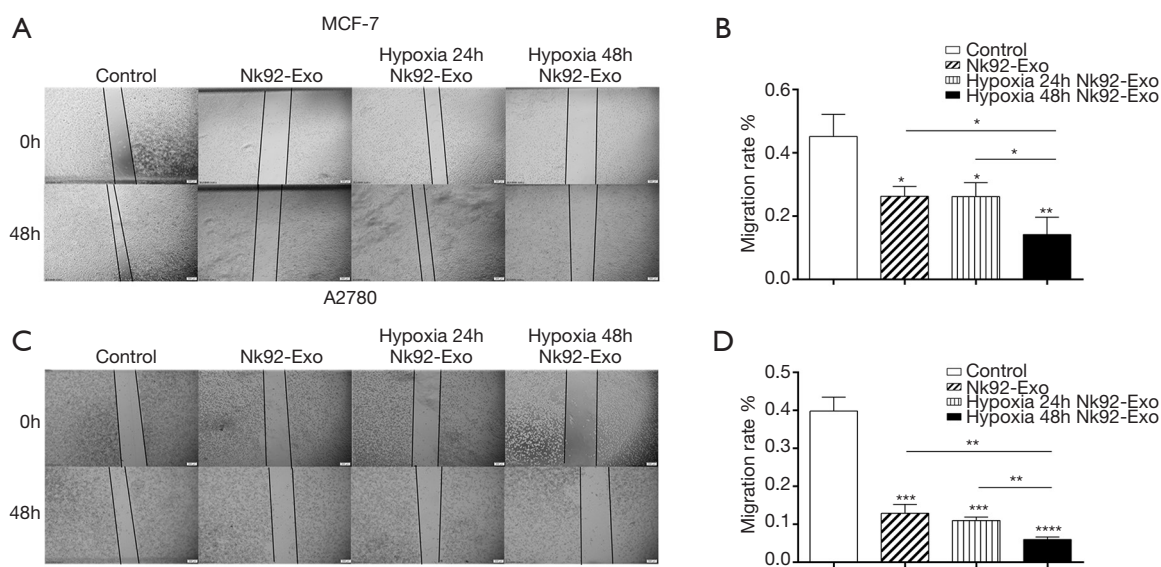 A
MCF-7
Control
Nk92-Exo
Hypoxia 24h
Nk92-Exo
Hypoxia 48h
Nk92-Exo
0h
48h
B
Control
Nk92-Exo
Hypoxia 24h Nk92-Exo
Hypoxia 48h Nk92-Exo
Migration rate %
0.6
0.4
0.2
0.0
*
*
*
*
**
A2780
C
Control
Nk92-Exo
Hypoxia 24h
Nk92-Exo
Hypoxia 48h
Nk92-Exo
0h
48h
D
Control
Nk92-Exo
Hypoxia 24h Nk92-Exo
Hypoxia 48h Nk92-Exo
Migration rate %
0.5
0.4
0.3
0.2
0.1
0.0
**
**
***
***
****